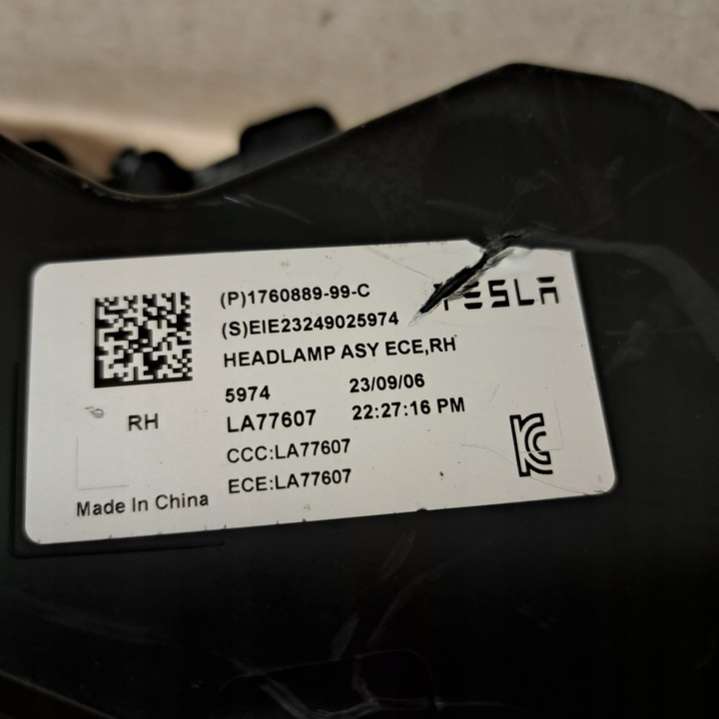 (P)1760889-99-C
TESLA
(S)EIE23249025974
HEADLAMP ASY ECE,RH
5974 23/09/06
RH LA77607 22:27:16 PM
CCC:LA77607
ECE:LA77607
Made In China